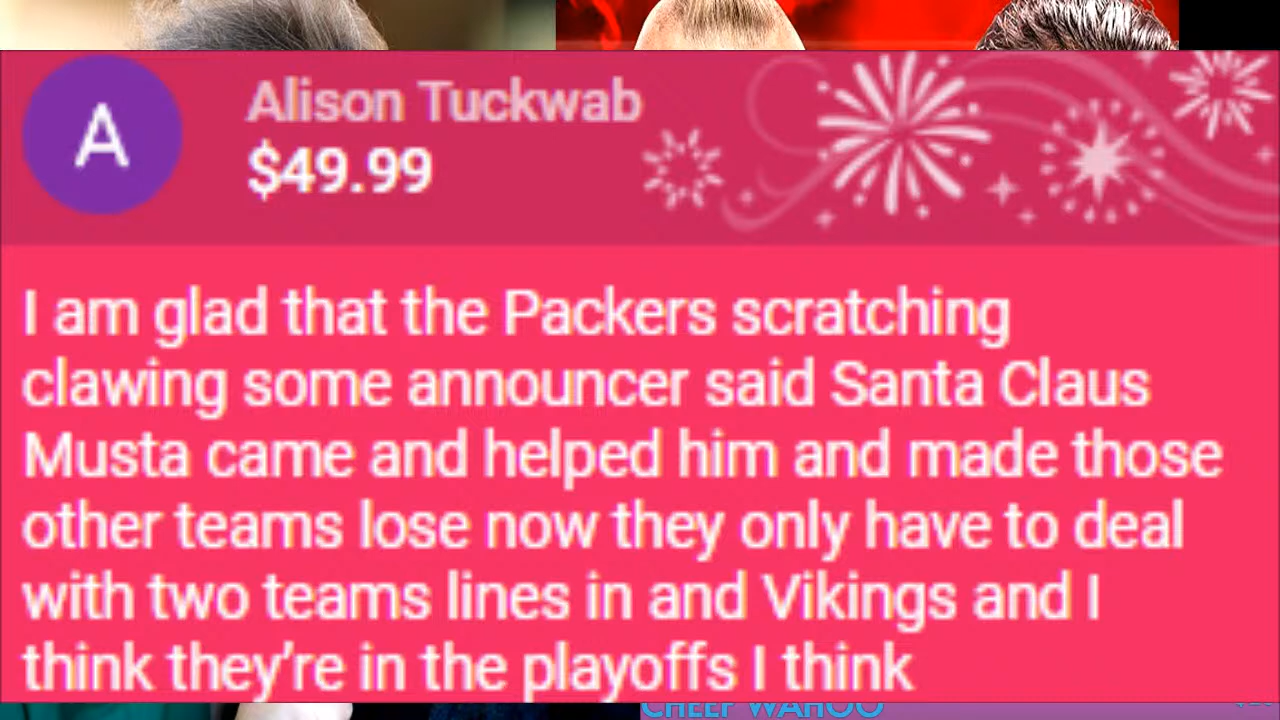 A
Alison Tuckwab
$49.99
I am glad that the Packers scratching
clawing some announcer said Santa Claus
Musta came and helped him and made those
other teams lose now they only have to deal
with two teams lines in and Vikings and I
think they're in the playoffs I think
CHEEP WAHOO